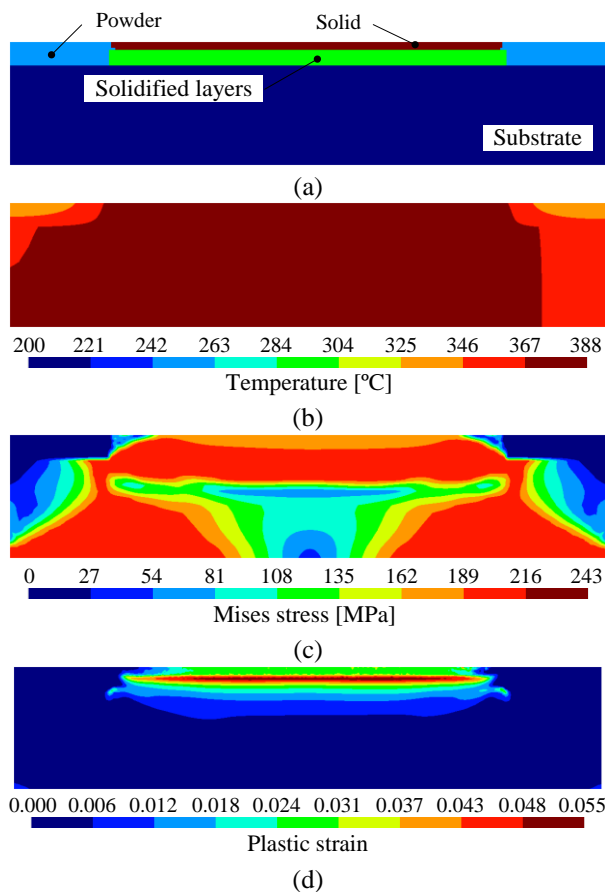 Powder Solid
Solidified layers
Substrate
(a)
200 221 242 263 284 304 325 346 367 388
Temperature [ºC]
(b)
0 27 54 81 108 135 162 189 216 243
Mises stress [MPa]
(c)
0.000 0.006 0.012 0.018 0.024 0.031 0.037 0.043 0.048 0.055
Plastic strain
(d)